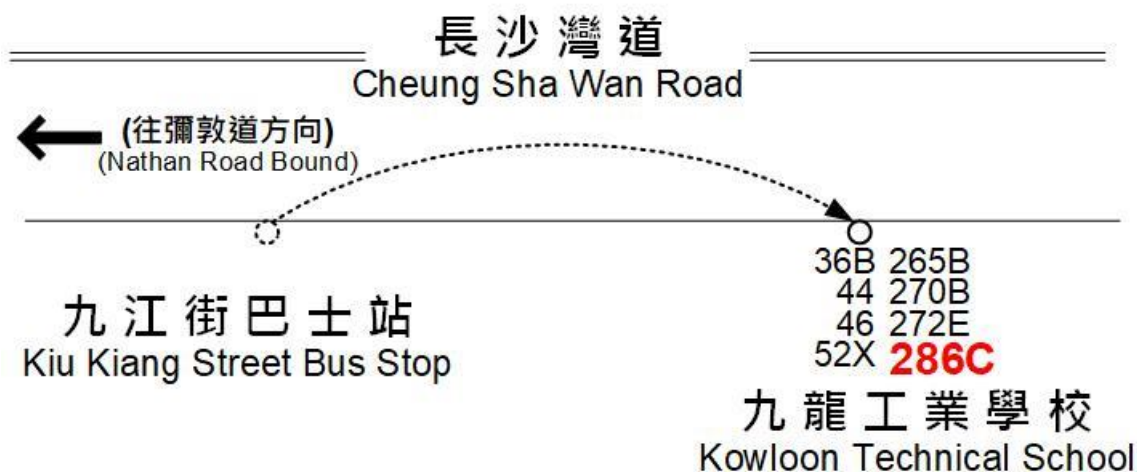 長沙灣道
Cheung Sha Wan Road
(往彌敦道方向)
(Nathan Road Bound)
36B 265B
44 270B
46 272E
52X 286C
九江街巴士站
Kiu Kiang Street Bus Stop
九龍工業學校
Kowloon Technical School